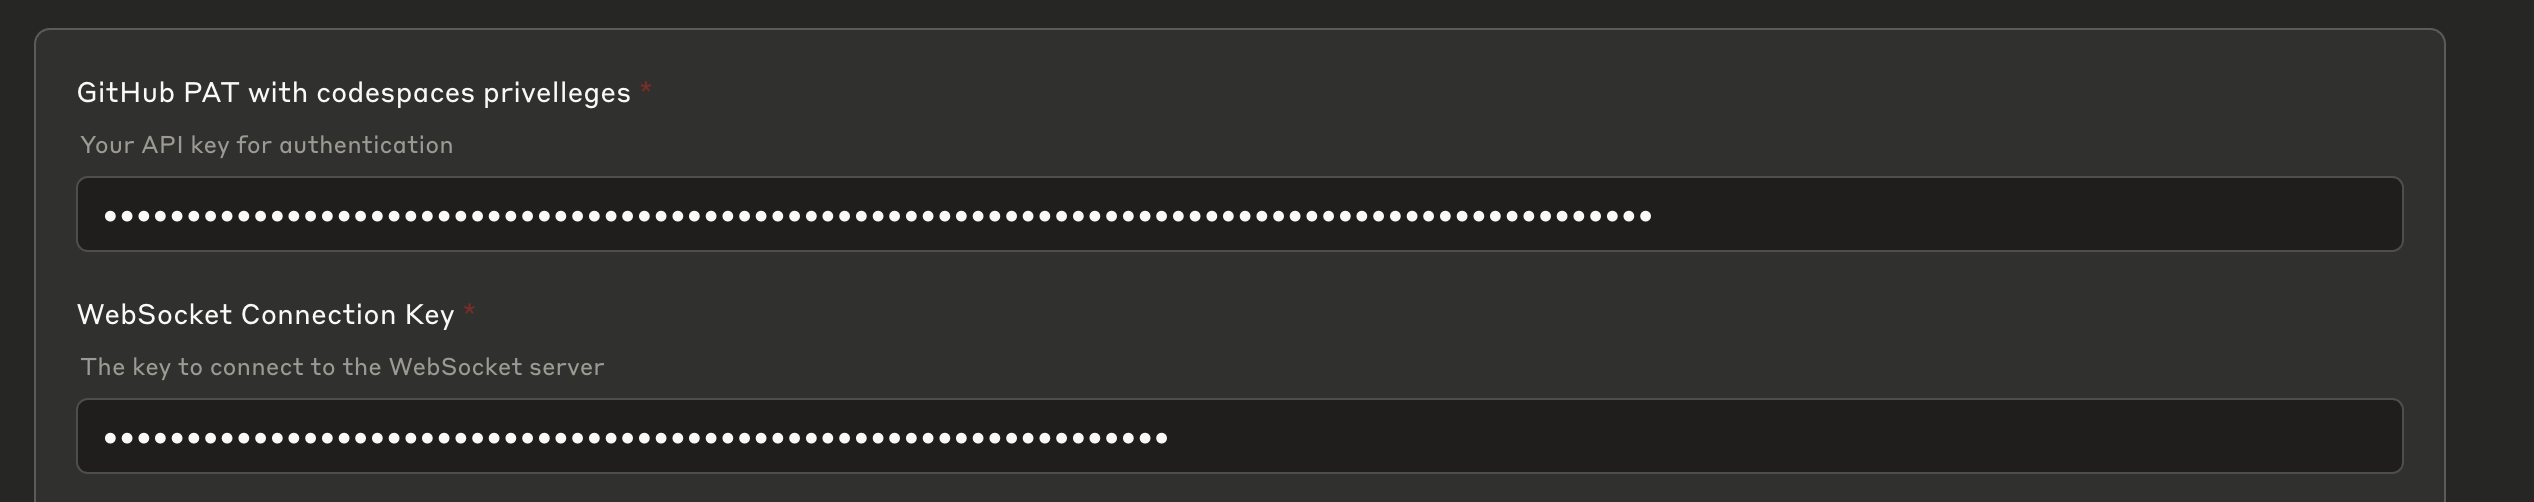 GitHub PAT with codespaces privelleges *
Your API key for authentication
•••••••••••••••••••••••••••••••••••••••••••••••••••••••••••••••••••••••••••••••••••••••••••••
WebSocket Connection Key *
The key to connect to the WebSocket server
••••••••••••••••••••••••••••••••••••••••••••••••••••••••••••••••